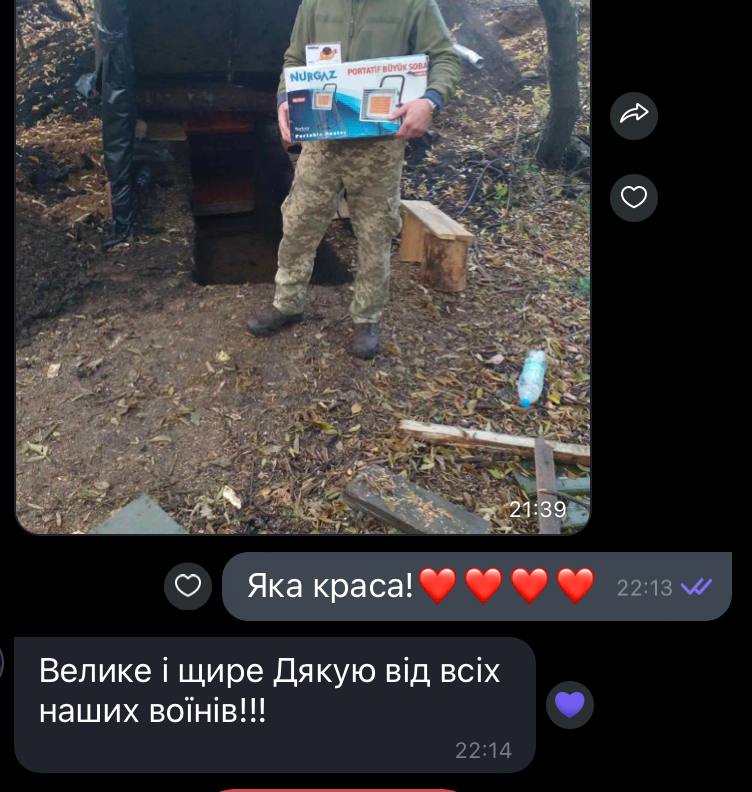 NURGAZ
PORTATİF BÜYÜK SOBA
Portable Heater
21:39
Яка краса!❤️❤️❤️❤️ 22:13
Велике і щире Дякую від всіх
наших воїнів!!!
22:14